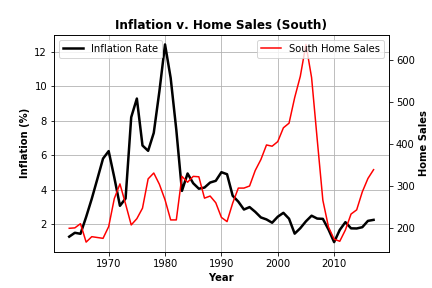 Inflation v. Home Sales (South)
Inflation Rate
South Home Sales
12
10
8
6
4
2
Inflation (%)
600
500
400
300
200
Home Sales
1970
1980
1990
2000
2010
Year